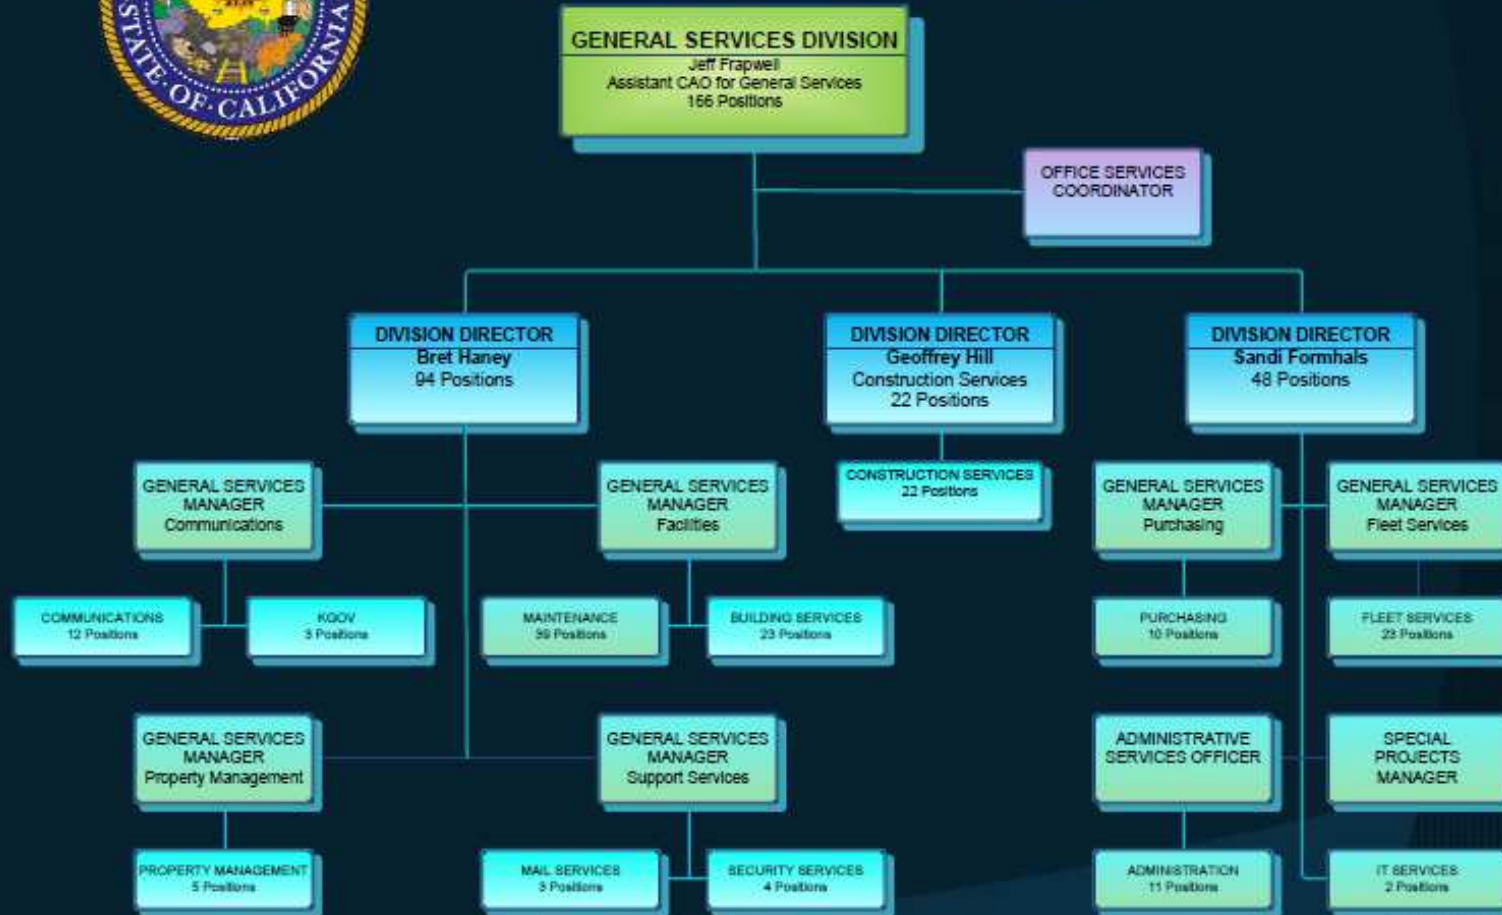 STATE OF CALIFORNIA
GENERAL SERVICES DIVISION
Jeff Frapwell
Assistant CAO for General Services
166 Positions
OFFICE SERVICES
COORDINATOR
DIVISION DIRECTOR
Bret Haney
94 Positions
DIVISION DIRECTOR
Geoffrey Hill
Construction Services
22 Positions
DIVISION DIRECTOR
Sandi Formhals
48 Positions
GENERAL SERVICES
MANAGER
Communications
GENERAL SERVICES
MANAGER
Facilities
CONSTRUCTION SERVICES
22 Positions
GENERAL SERVICES
MANAGER
Purchasing
GENERAL SERVICES
MANAGER
Fleet Services
COMMUNICATIONS
12 Positions
KGOV
3 Positions
MAINTENANCE
39 Positions
BUILDING SERVICES
23 Positions
PURCHASING
10 Positions
FLEET SERVICES
23 Positions
GENERAL SERVICES
MANAGER
Property Management
GENERAL SERVICES
MANAGER
Support Services
ADMINISTRATIVE
SERVICES OFFICER
SPECIAL
PROJECTS
MANAGER
PROPERTY MANAGEMENT
5 Positions
MAIL SERVICES
3 Positions
SECURITY SERVICES
4 Positions
ADMINISTRATION
11 Positions
IT SERVICES
2 Positions